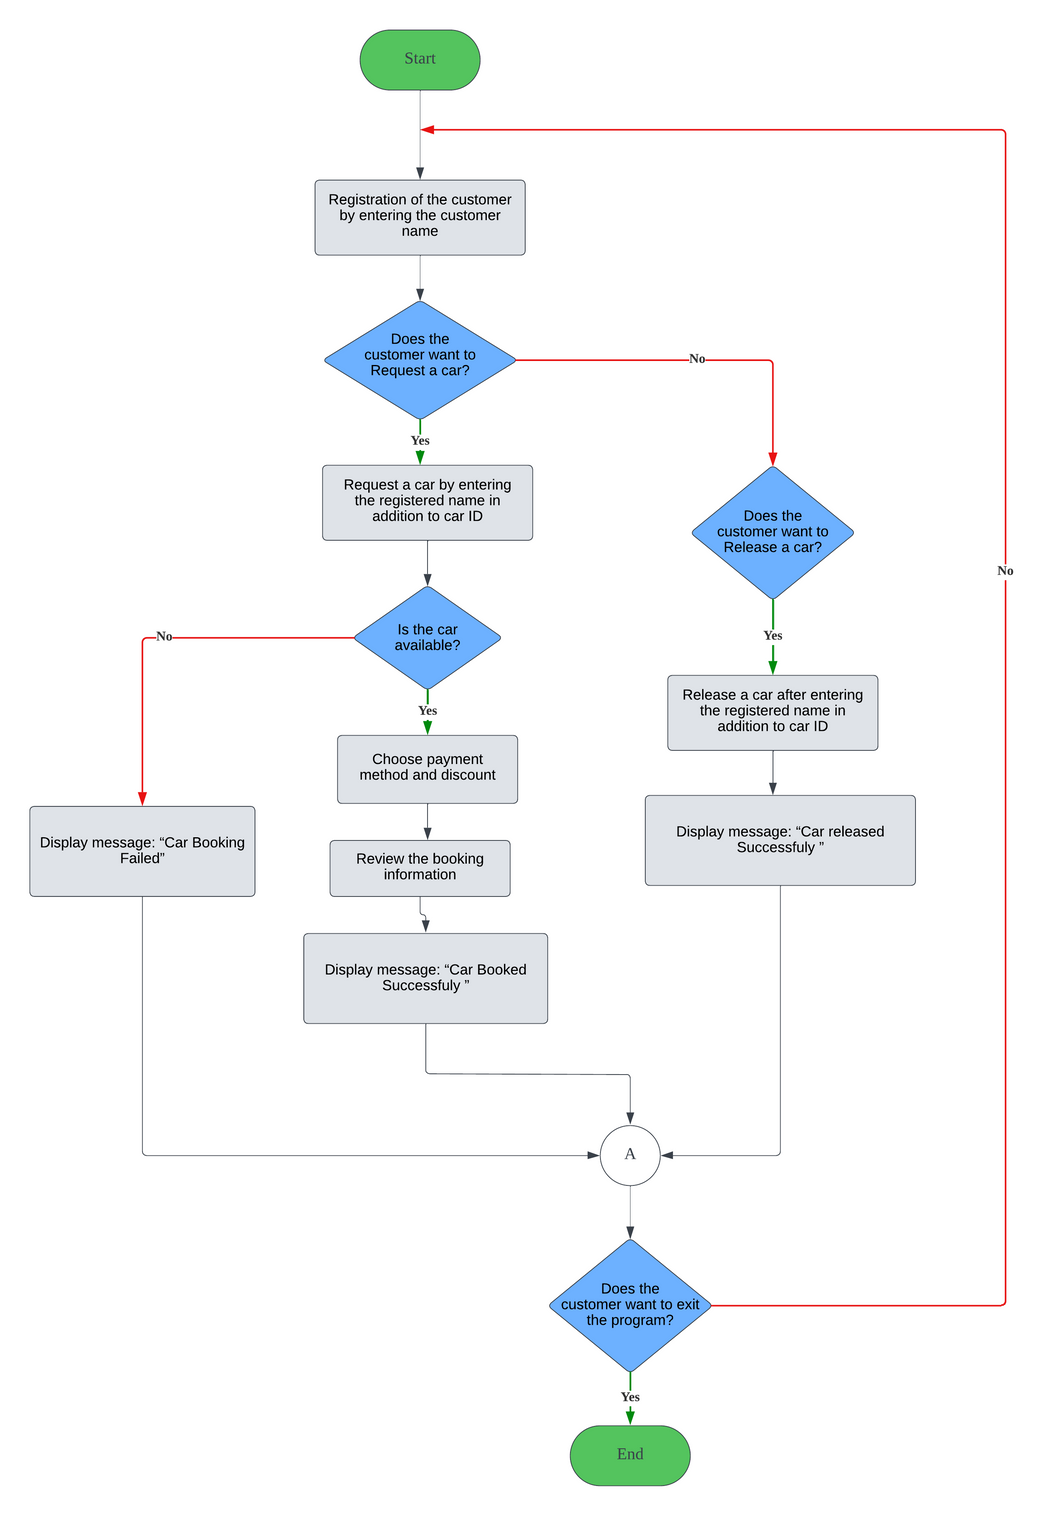 Start
Registration of the customer
by entering the customer
name
Does the
customer want to
Request a car?
No
Yes
Request a car by entering
the registered name in
addition to car ID
Does the
customer want to
Release a car?
No
Is the car
available?
No
Yes
Yes
Release a car after entering
the registered name in
addition to car ID
Choose payment
method and discount
Display message: “Car Booking
Failed”
Review the booking
information
Display message: “Car released
Successfuly ”
Display message: “Car Booked
Successfuly ”
A
Does the
customer want to exit
the program?
Yes
End